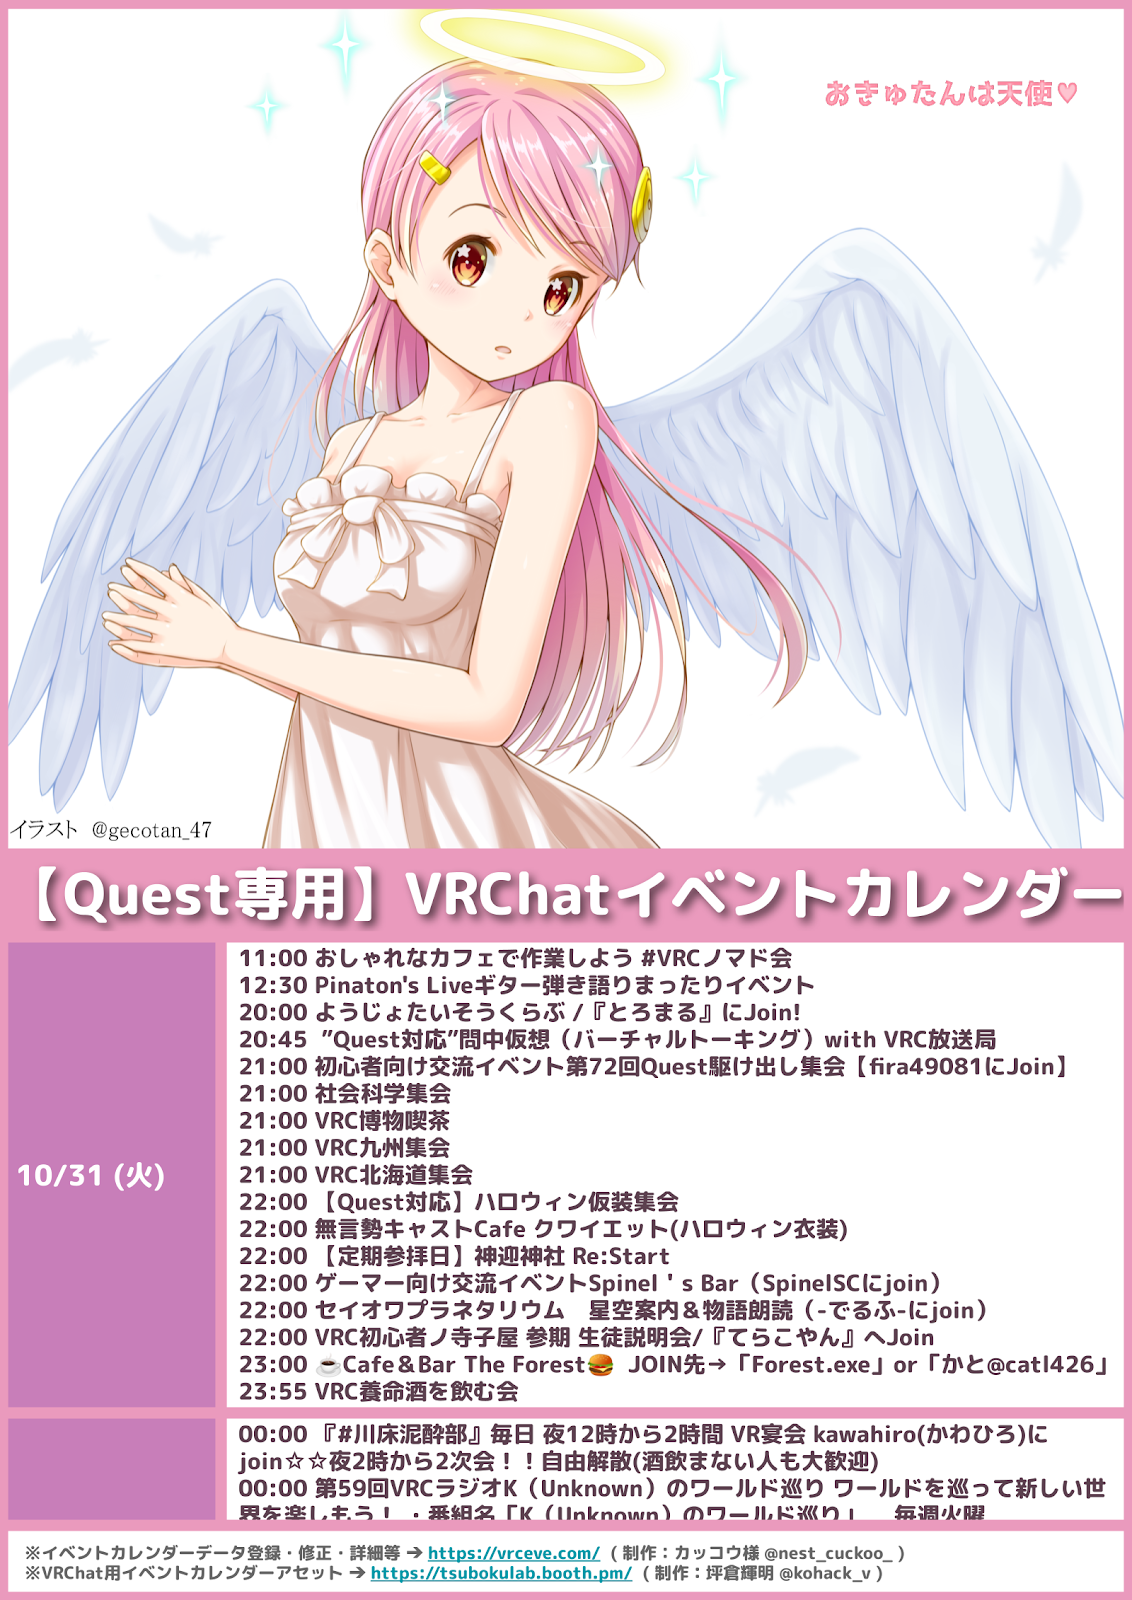 おきゅたんは天使♥
イラスト @gecotan_47
【Quest専用】VRChatイベントカレンダー
10/31 (火)
11:00 おしゃれなカフェで作業しよう #VRCノマド会
12:30 Pinaton's Liveギター弾き語りまったりイベント
20:00 ようじょたいそうくらぶ /『とろまる』にJoin!
20:45 ”Quest対応”問中仮想（バーチャルトーキング）with VRC放送局
21:00 初心者向け交流イベント第72回Quest駆け出し集会【fira49081にJoin】
21:00 社会科学集会
21:00 VRC博物喫茶
21:00 VRC九州集会
21:00 VRC北海道集会
22:00 【Quest対応】ハロウィン仮装集会
22:00 無言勢キャストCafe クワイエット(ハロウィン衣装)
22:00 【定期参拝日】神迎神社 Re:Start
22:00 ゲーマー向け交流イベントSpinel＇s Bar（SpinelSCにjoin）
22:00 セイオワプラネタリウム　星空案内＆物語朗読（-でるふ-にjoin）
22:00 VRC初心者ノ寺子屋 参期 生徒説明会/『てらこやん』へJoin
23:00 ☕Cafe＆Bar The Forest🍔 JOIN先→「Forest.exe」or「かと@catl426」
23:55 VRC養命酒を飲む会
00:00 『#川床泥酔部』毎日 夜12時から2時間 VR宴会 kawahiro(かわひろ)に
join☆☆夜2時から2次会！！自由解散(酒飲まない人も大歓迎)
00:00 第59回VRCラジオK（Unknown）のワールド巡り ワールドを巡って新しい世
界を楽しもう！ ・番組名「K（Unknown）のワールド巡り」　毎週火曜
※イベントカレンダーデータ登録・修正・詳細等 → https://vrceve.com/ （ 制作：カッコウ様 @nest_cuckoo_ ）
※VRChat用イベントカレンダーアセット → https://tsubokulab.booth.pm/ （ 制作：坪倉輝明 @kohack_v ）